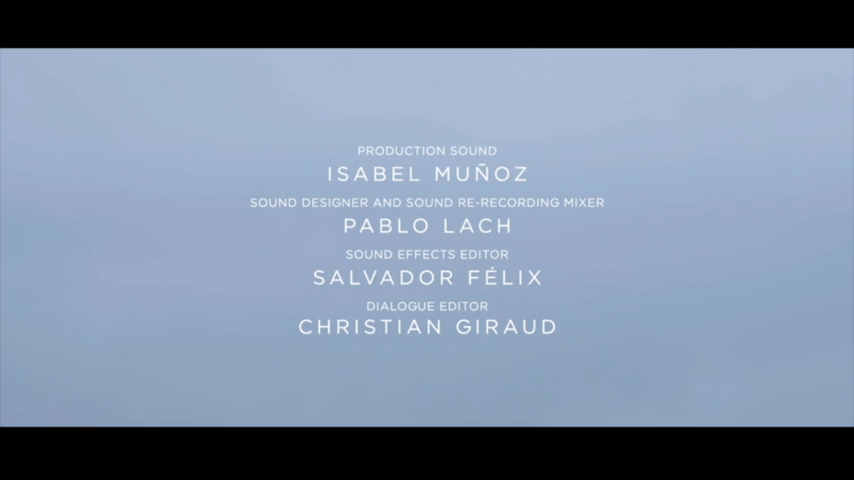 PRODUCTION SOUND
ISABEL MUÑOZ
SOUND DESIGNER AND SOUND RE-RECORDING MIXER
PABLO LACH
SOUND EFFECTS EDITOR
SALVADOR FÉLIX
DIALOGUE EDITOR
CHRISTIAN GIRAUD